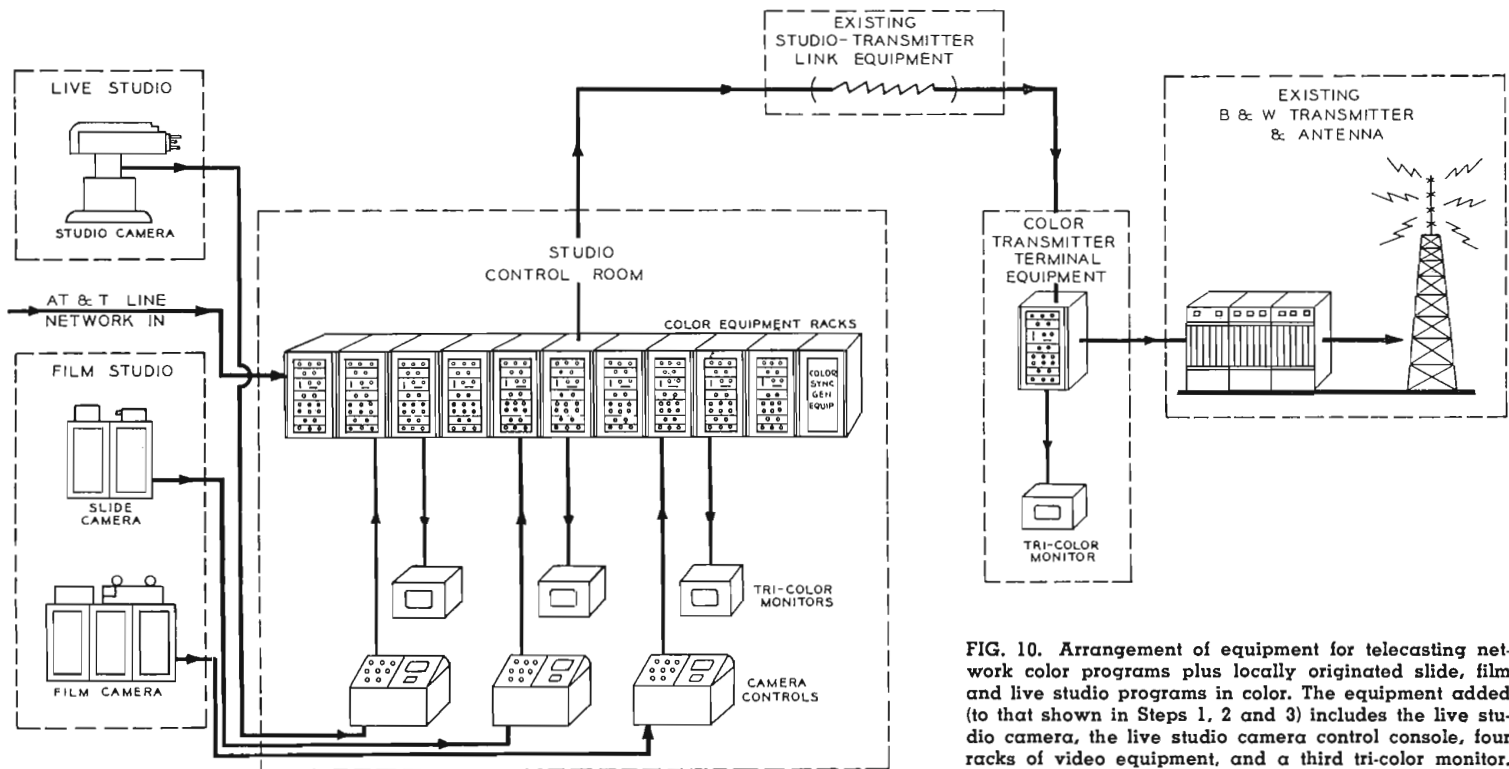 EXISTING
STUDIO-TRANSMITTER
LINK EQUIPMENT
LIVE STUDIO
STUDIO CAMERA
EXISTING
B & W TRANSMITTER
& ANTENNA
STUDIO
CONTROL ROOM
COLOR
TRANSMITTER
TERMINAL
EQUIPMENT
AT & T LINE
NETWORK IN
COLOR EQUIPMENT RACKS
COLOR
SYNC
GEN
EQUIP
FILM STUDIO
SLIDE
CAMERA
FILM CAMERA
TRI-COLOR
MONITORS
CAMERA
CONTROLS
TRI-COLOR
MONITOR
FIG. 10. Arrangement of equipment for telecasting net-
work color programs plus locally originated slide, film
and live studio programs in color. The equipment added
(to that shown in Steps 1, 2 and 3) includes the live stu-
dio camera, the live studio camera control console, four
racks of video equipment, and a third tri-color monitor.